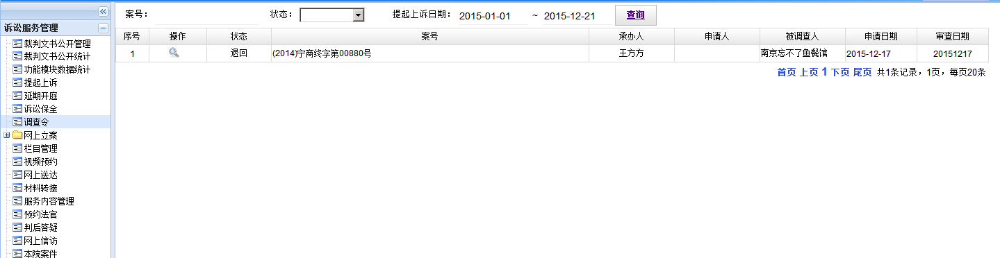 案号：
状态：
提起上诉日期： 2015-01-01 ~ 2015-12-21
查询
诉讼服务管理
裁判文书公开管理
裁判文书公开统计
功能模块数据统计
提起上诉
延期开庭
诉讼保全
调查令
网上立案
栏目管理
视频预约
网上送达
材料转接
服务内容管理
预约法官
判后答疑
网上信访
本院案件
序号 操作 状态 案号 承办人 申请人 被调查人 申请日期 审查日期
1 退回 (2014)宁商终字第00880号 王方方 南京忘不了鱼餐馆 2015-12-17 20151217
首页 上页 1 下页 尾页 共1条记录，1页，每页20条